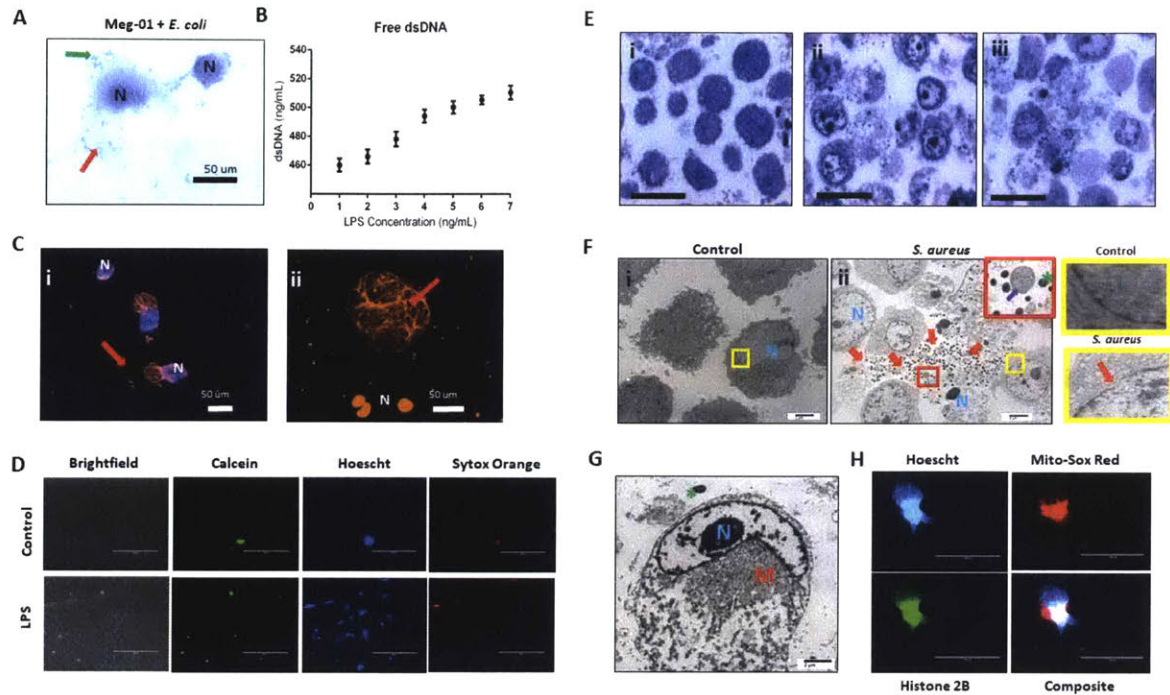 A
Meg-01 + E. coli
N
N
50 um
B
Free dsDNA
dsDNA (ng/mL)
540
520
500
480
460
0 1 2 3 4 5 6 7
LPS Concentration (ng/mL)
C
i
N
N
50 um
ii
N
50 um
D
Brightfield Calcein Hoescht Sytox Orange
Control
LPS
E
i
ii
iii
F
Control
i
N
S. aureus
ii
N
N
Control
S. aureus
G
N
M
H
Hoescht Mito-Sox Red
Histone 2B Composite